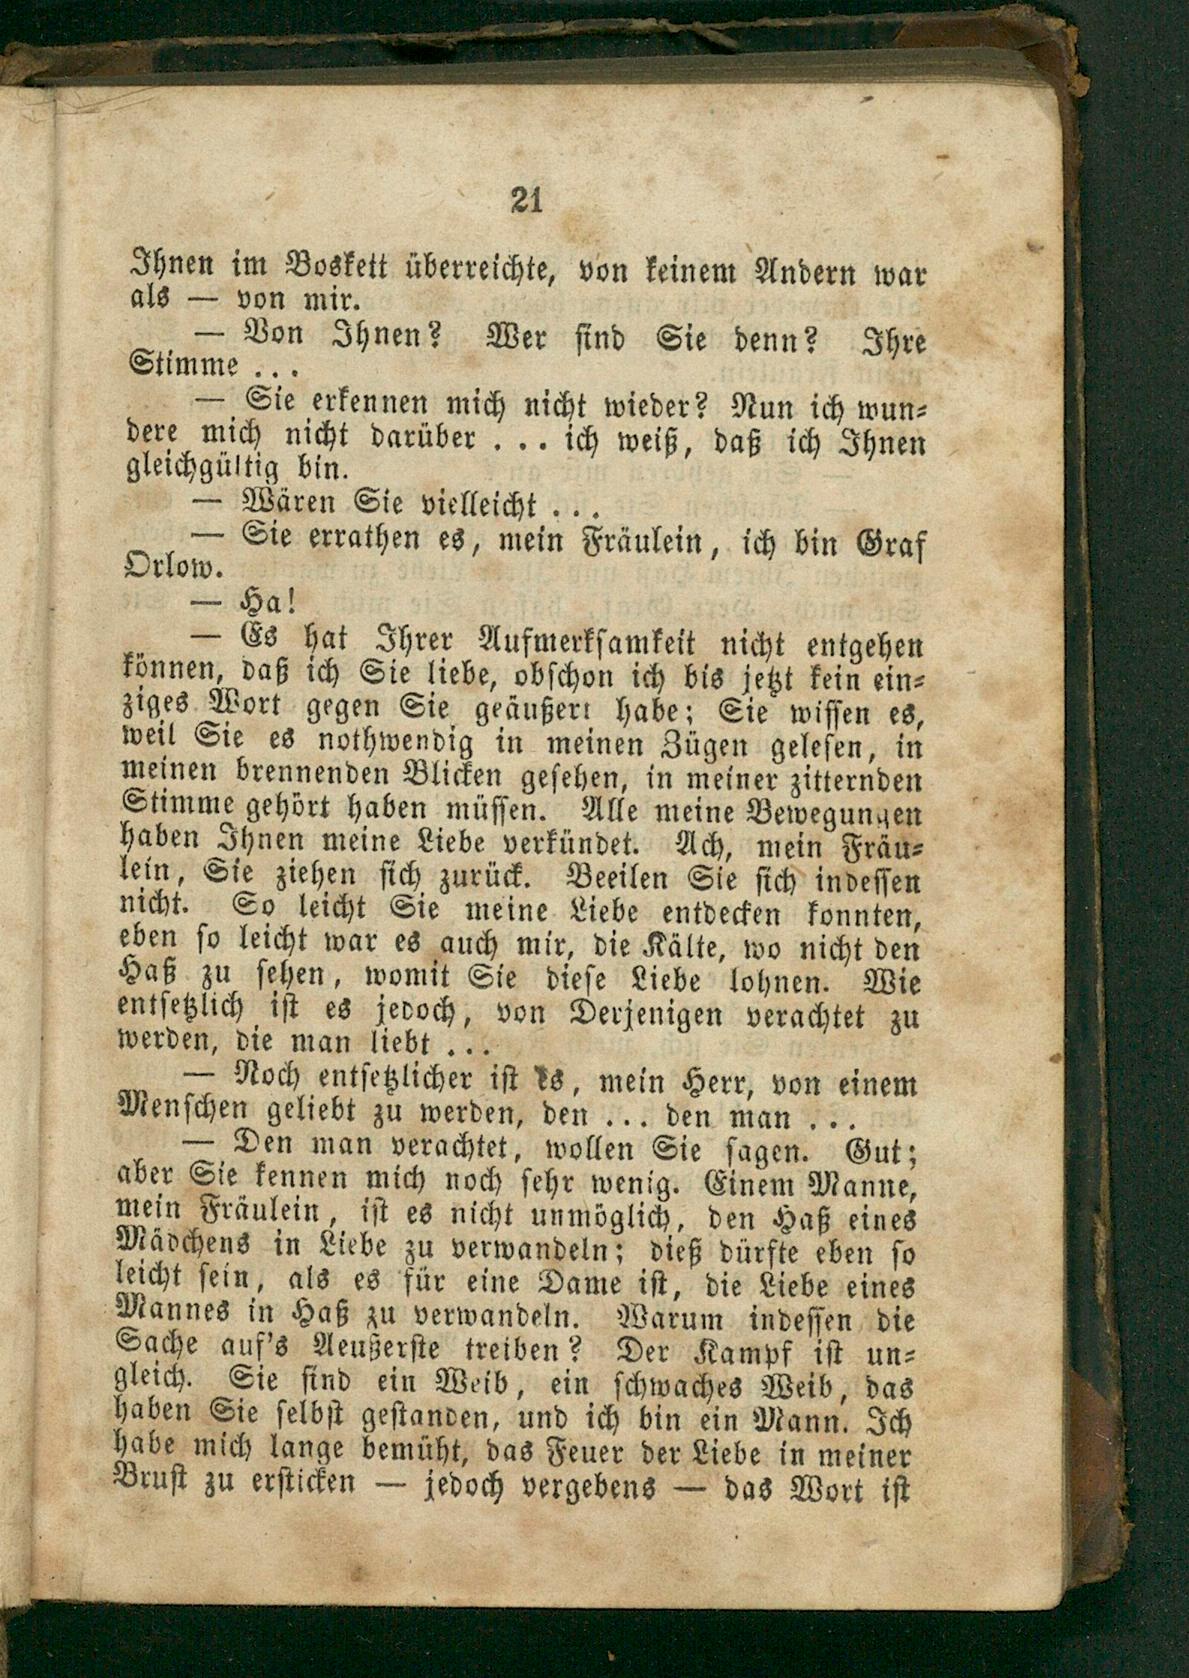 21
Ihnen im Boskett überreichte, von keinem Andern war
als — von mir.
— Von Ihnen? Wer sind Sie denn? Ihre
Stimme ...
— Sie erkennen mich nicht wieder? Nun ich wun-
dere mich nicht darüber ... ich weiß, daß ich Ihnen
gleichgültig bin.
— Wären Sie vielleicht ...
— Sie errathen es, mein Fräulein, ich bin Graf
Orlow.
— Ha!
— Es hat Ihrer Aufmerksamkeit nicht entgehen
können, daß ich Sie liebe, obschon ich bis jetzt kein ein-
ziges Wort gegen Sie geäußert habe; Sie wissen es,
weil Sie es nothwendig in meinen Zügen gelesen, in
meinen brennenden Blicken gesehen, in meiner zitternden
Stimme gehört haben müssen. Alle meine Bewegungen
haben Ihnen meine Liebe verkündet. Ach, mein Fräu-
lein, Sie ziehen sich zurück. Beeilen Sie sich indessen
nicht. So leicht Sie meine Liebe entdecken konnten,
eben so leicht war es auch mir, die Kälte, wo nicht den
Haß zu sehen, womit Sie diese Liebe lohnen. Wie
entsetzlich ist es jedoch, von Derjenigen verachtet zu
werden, die man liebt ...
— Noch entsetzlicher ist es, mein Herr, von einem
Menschen geliebt zu werden, den ... den man ...
— Den man verachtet, wollen Sie sagen. Gut;
aber Sie kennen mich noch sehr wenig. Einem Manne,
mein Fräulein, ist es nicht unmöglich, den Haß eines
Mädchens in Liebe zu verwandeln; dieß dürfte eben so
leicht sein, als es für eine Dame ist, die Liebe eines
Mannes in Haß zu verwandeln. Warum indessen die
Sache auf's Aeußerste treiben? Der Kampf ist un-
gleich. Sie sind ein Weib, ein schwaches Weib, das
haben Sie selbst gestanden, und ich bin ein Mann. Ich
habe mich lange bemüht, das Feuer der Liebe in meiner
Brust zu ersticken — jedoch vergebens — das Wort ist